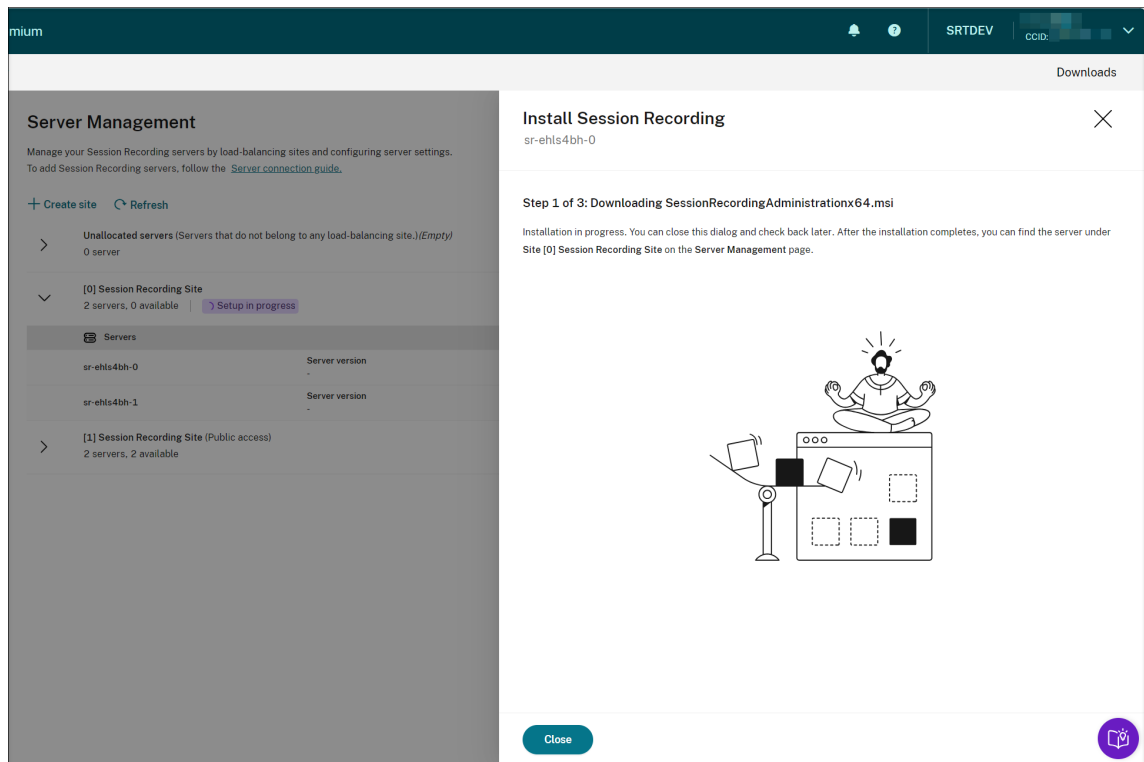 mium
SRTDEV
CCID:
Downloads
Server Management
Manage your Session Recording servers by load-balancing sites and configuring server settings.
To add Session Recording servers, follow the Server connection guide.
Create site
Refresh
Unallocated servers (Servers that do not belong to any load-balancing site.)(Empty)
0 server
[0] Session Recording Site
2 servers, 0 available
Setup in progress
Servers
sr-ehls4bh-0
Server version
-
sr-ehls4bh-1
Server version
-
[1] Session Recording Site (Public access)
2 servers, 2 available
Install Session Recording
sr-ehls4bh-0
Step 1 of 3: Downloading SessionRecordingAdministrationx64.msi
Installation in progress. You can close this dialog and check back later. After the installation completes, you can find the server under
Site [0] Session Recording Site on the Server Management page.
Close